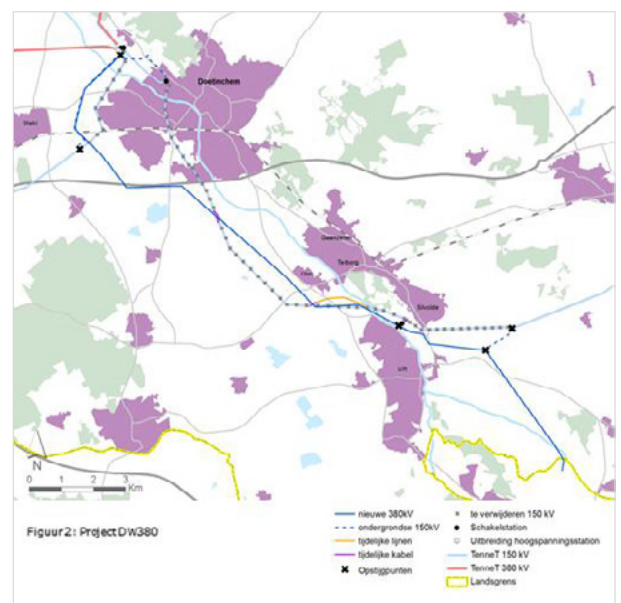 Doetinchem
Terborg
Silvolde
Ulft
N
0 1 2 3
Km
Figuur 2: Project DW380
nieuwe 380kV
ondergrondse 150kV
tijdelijke lijnen
tijdelijke kabel
Opstijgpunten
te verwijderen 150 kV
Schakelstation
Uitbreiding hoogspanningsstation
TenneT 150 kV
TenneT 380 kV
Landsgrens